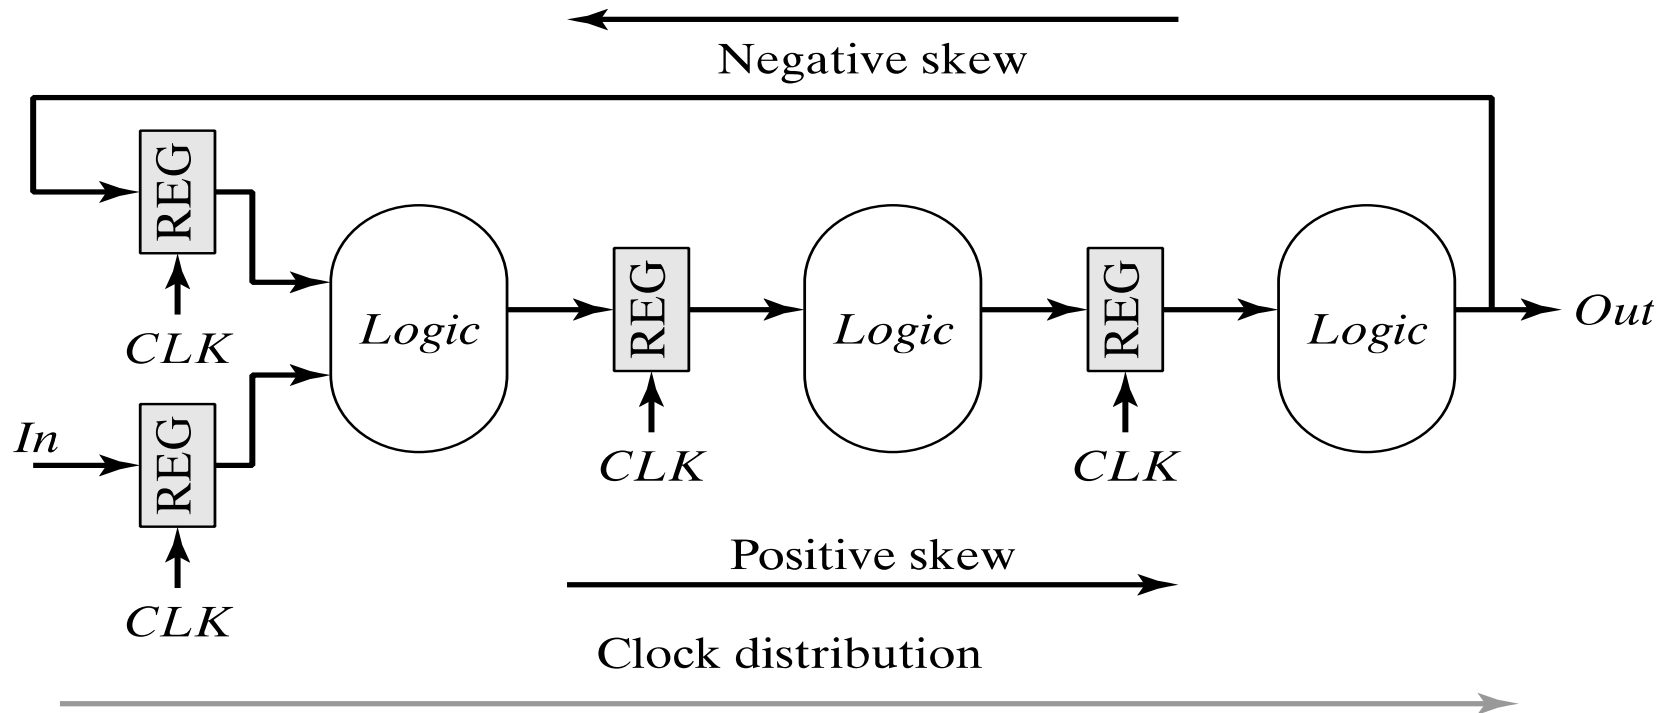 Negative skew
REG
CLK
In
REG
CLK
Logic
REG
CLK
Logic
REG
CLK
Logic
Out
Positive skew
Clock distribution